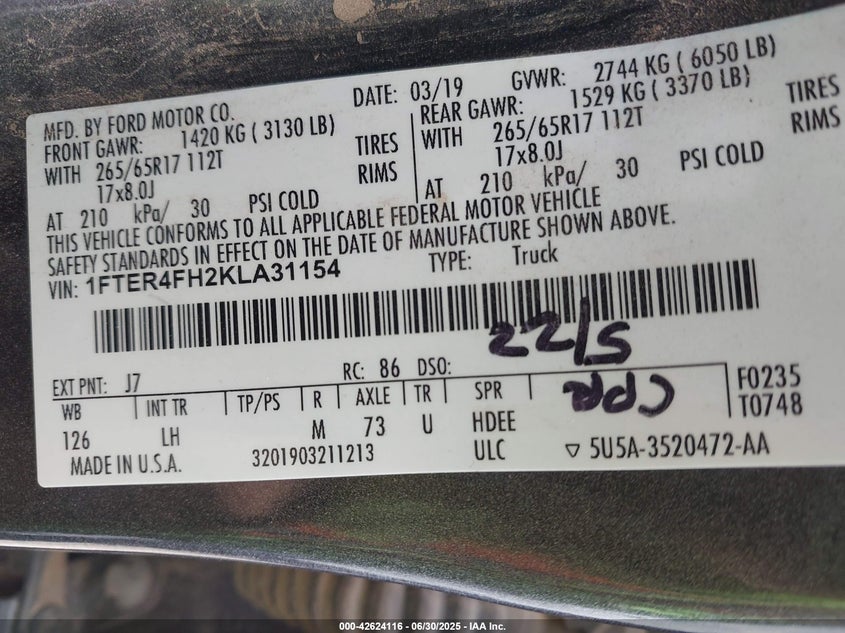 MFD. BY FORD MOTOR CO.
DATE: 03/19 GVWR: 2744 KG ( 6050 LB)
FRONT GAWR: 1420 KG ( 3130 LB) TIRES
WITH 265/65R17 112T RIMS
17x8.0J
AT 210 kPa/ 30 PSI COLD
REAR GAWR: 1529 KG ( 3370 LB) TIRES
WITH 265/65R17 112T RIMS
17x8.0J
AT 210 kPa/ 30 PSI COLD
THIS VEHICLE CONFORMS TO ALL APPLICABLE FEDERAL MOTOR VEHICLE
SAFETY STANDARDS IN EFFECT ON THE DATE OF MANUFACTURE SHOWN ABOVE.
VIN: 1FTER4FH2KLA31154 TYPE: Truck
22/5
EXT PNT: J7 RC: 86 DSO:
WB INT TR TP/PS R AXLE TR SPR F0235
126 LH M 73 U HDEE T0748
MADE IN U.S.A. 3201903211213 ULC ▽ 5U5A-3520472-AA
000-42624116 - 06/30/2025 - IAA Inc.